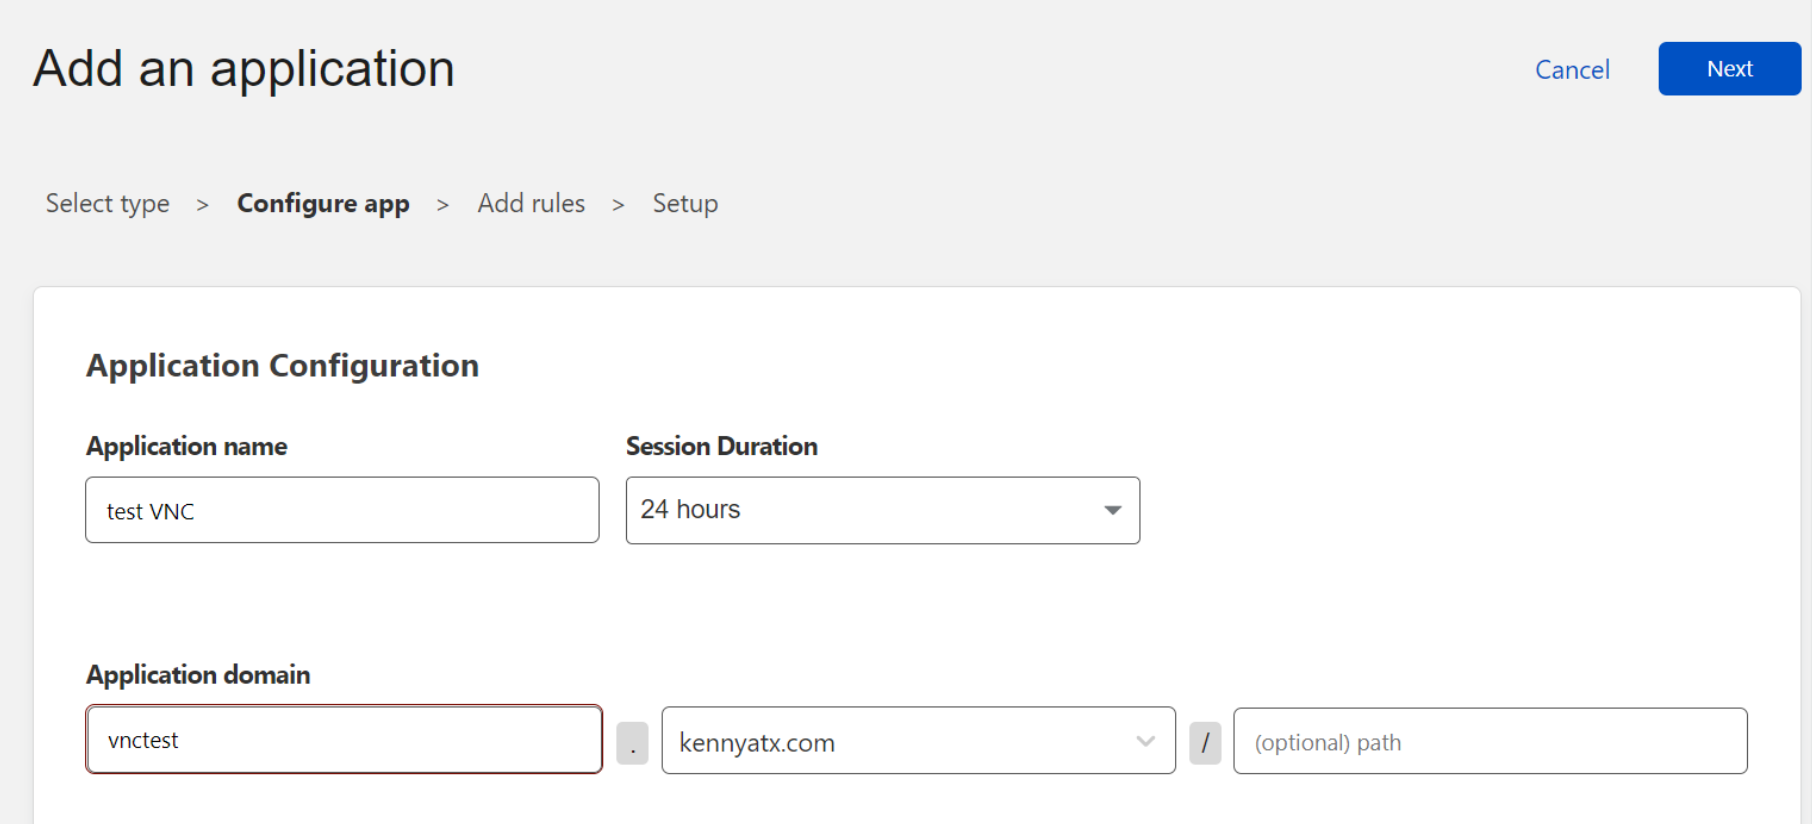 Add an application
Cancel
Next
Select type > Configure app > Add rules > Setup
Application Configuration
Application name
Session Duration
test VNC
24 hours
Application domain
vnctest . kennyatx.com / (optional) path